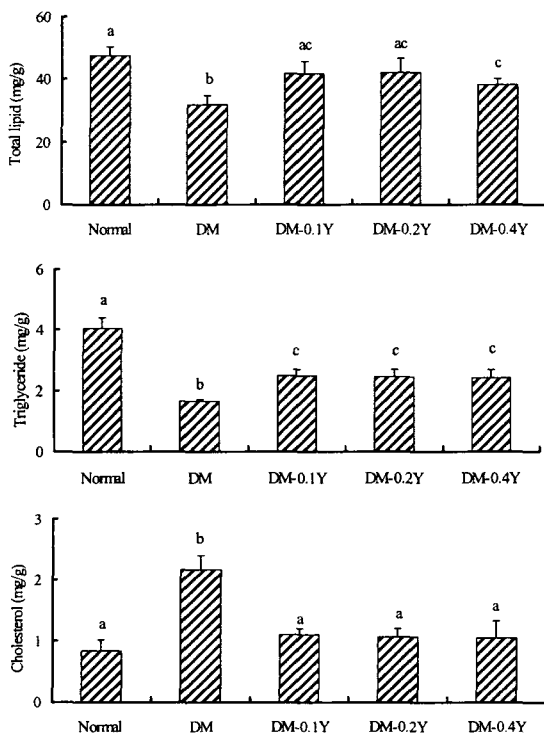 60
40
20
0
Total lipid (mg/g)
a
b
ac
ac
c
Normal DM DM-0.1Y DM-0.2Y DM-0.4Y
6
4
2
0
Triglyceride (mg/g)
a
b
c
c
c
Normal DM DM-0.1Y DM-0.2Y DM-0.4Y
3
2
1
0
Cholesterol (mg/g)
a
b
a
a
a
Normal DM DM-0.1Y DM-0.2Y DM-0.4Y